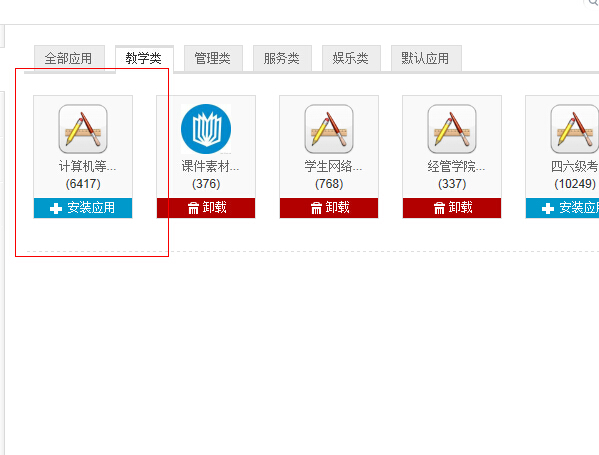 全部应用 教学类 管理类 服务类 娱乐类 默认应用
计算机等... 课件素材... 学生网络... 经管学院... 四六级考
(6417) (376) (768) (337) (10249)
安装应用 卸载 卸载 卸载 安装应